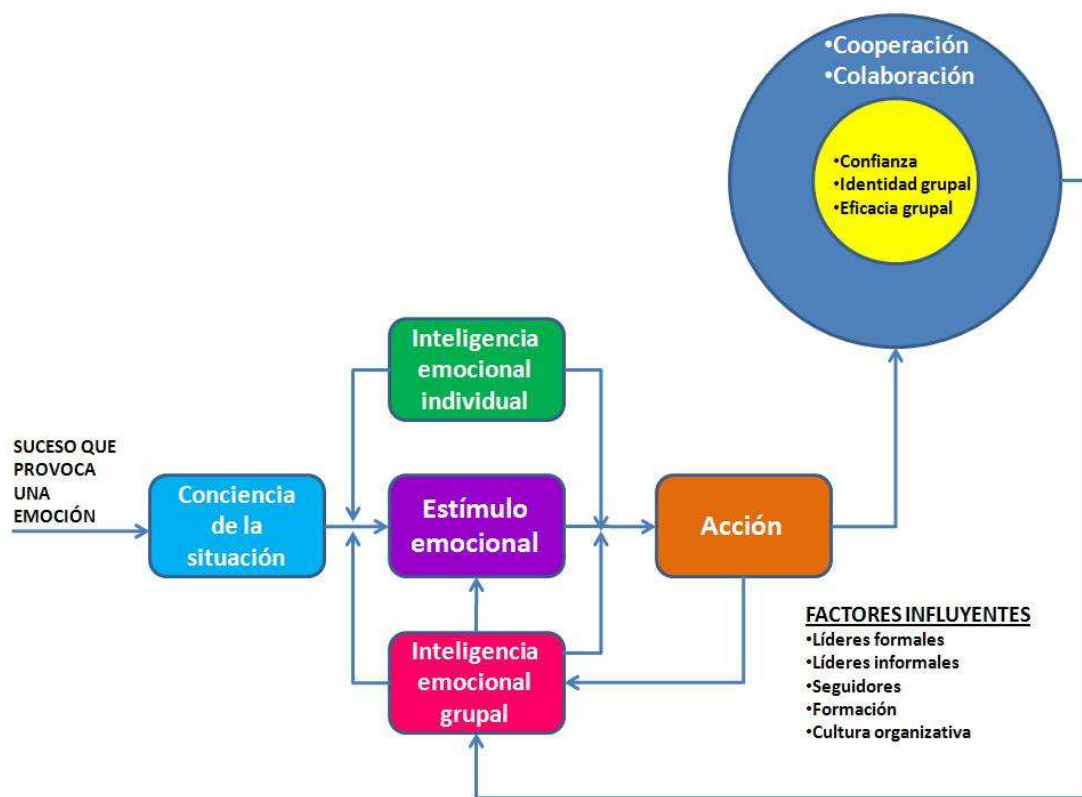 •Cooperación
•Colaboración
•Confianza
•Identidad grupal
•Eficacia grupal
Inteligencia
emocional
individual
SUCESO QUE
PROVOCA
UNA
EMOCIÓN
Conciencia
de la
situación
Estímulo
emocional
Acción
Inteligencia
emocional
grupal
FACTORES INFLUYENTES
•Líderes formales
•Líderes informales
•Seguidores
•Formación
•Cultura organizativa